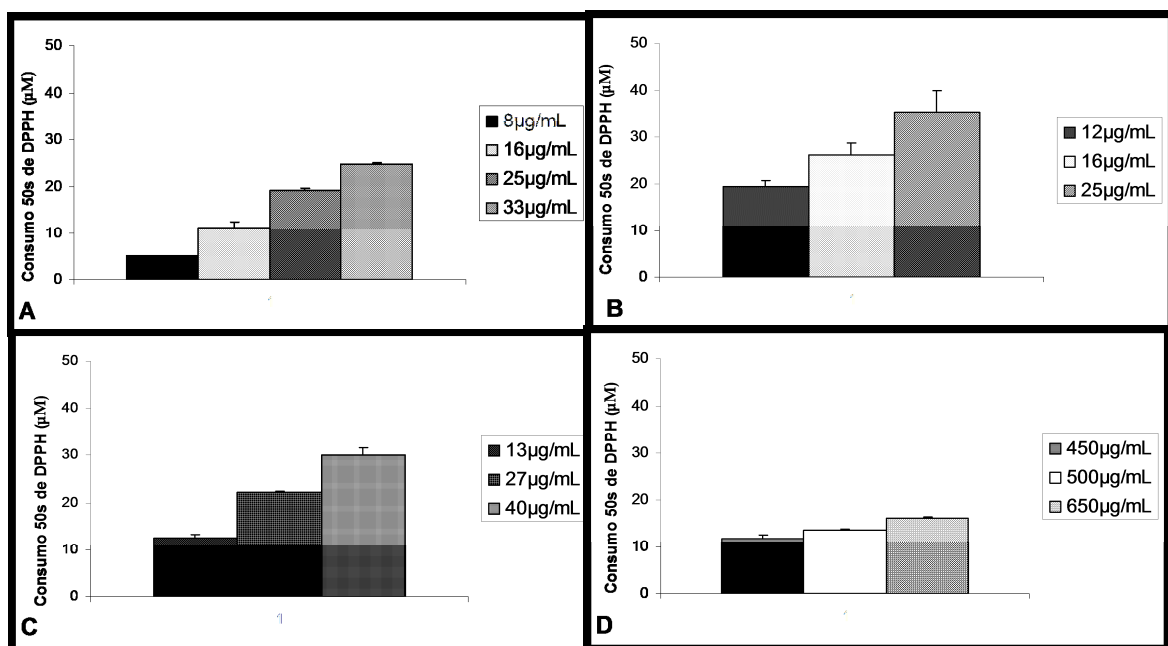 Consumo 50s de DPPH (µM)
50
40
30
20
10
0
8µg/mL
16µg/mL
25µg/mL
33µg/mL
A
Consumo 50s de DPPH (µM)
50
40
30
20
10
0
12µg/mL
16µg/mL
25µg/mL
B
Consumo 50s de DPPH (µM)
50
40
30
20
10
0
13µg/mL
27µg/mL
40µg/mL
1
C
Consumo 50s de DPPH (µM)
50
40
30
20
10
0
450µg/mL
500µg/mL
650µg/mL
D